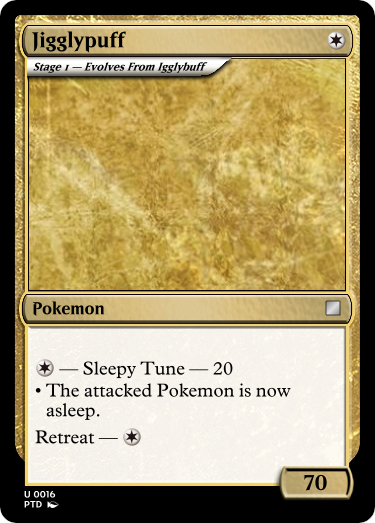 Jigglypuff
Stage 1 — Evolves From Igglybuff
Pokemon
— Sleepy Tune — 20
• The attacked Pokemon is now
asleep.
Retreat —
70
U 0016
PTD